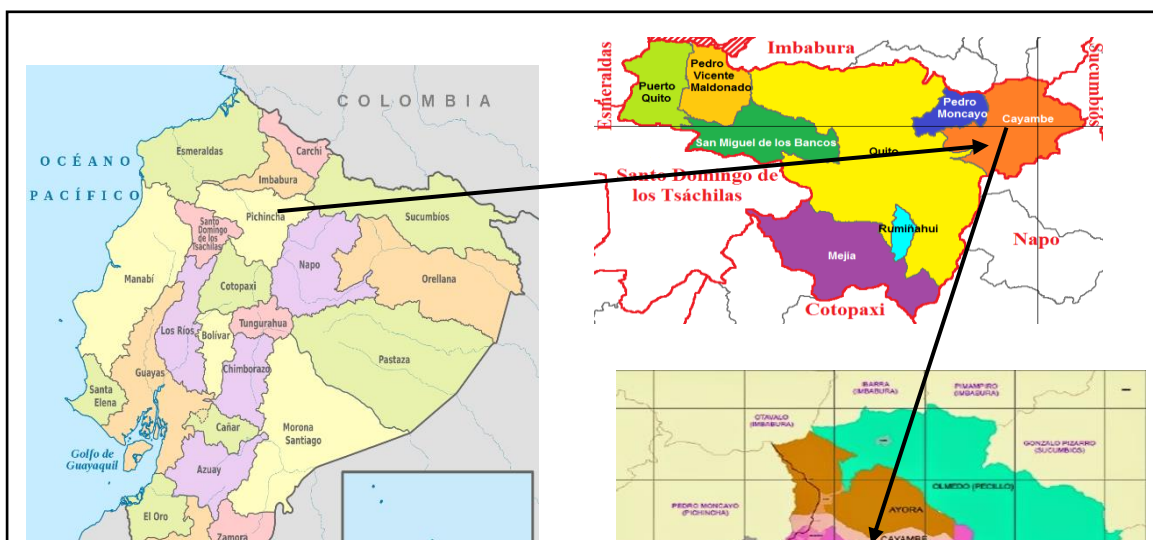 COLOMBIA
OCÉANO
PACÍFICO
Esmeraldas
Carchi
Imbabura
Pichincha
Sucumbíos
Santo
Domingo
de los
Tsáchilas
Napo
Orellana
Manabí
Cotopaxi
Los Ríos
Tungurahua
Bolívar
Pastaza
Guayas
Chimborazo
Santa
Elena
Cañar
Morona
Santiago
Golfo de
Guayaquil
Azuay
El Oro
Zamora
Imbabura
Esmeraldas
Sucumbíos
Pedro
Vicente
Maldonado
Puerto
Quito
Pedro
Moncayo
Cayambe
San Miguel de los Bancos
Quito
Santo Domingo de
los Tsáchilas
Rumiñahui
Napo
Mejía
Cotopaxi
IBARRA
(IMBABURA)
PIMAMPIRO
(IMBABURA)
OTAVALO
(IMBABURA)
GONZALO PIZARRO
(SUCUMBIOS)
OLMEDO (PECILLO)
PEDRO MONCAYO
(PICHINCHA)
AYORA
CAYAMBE